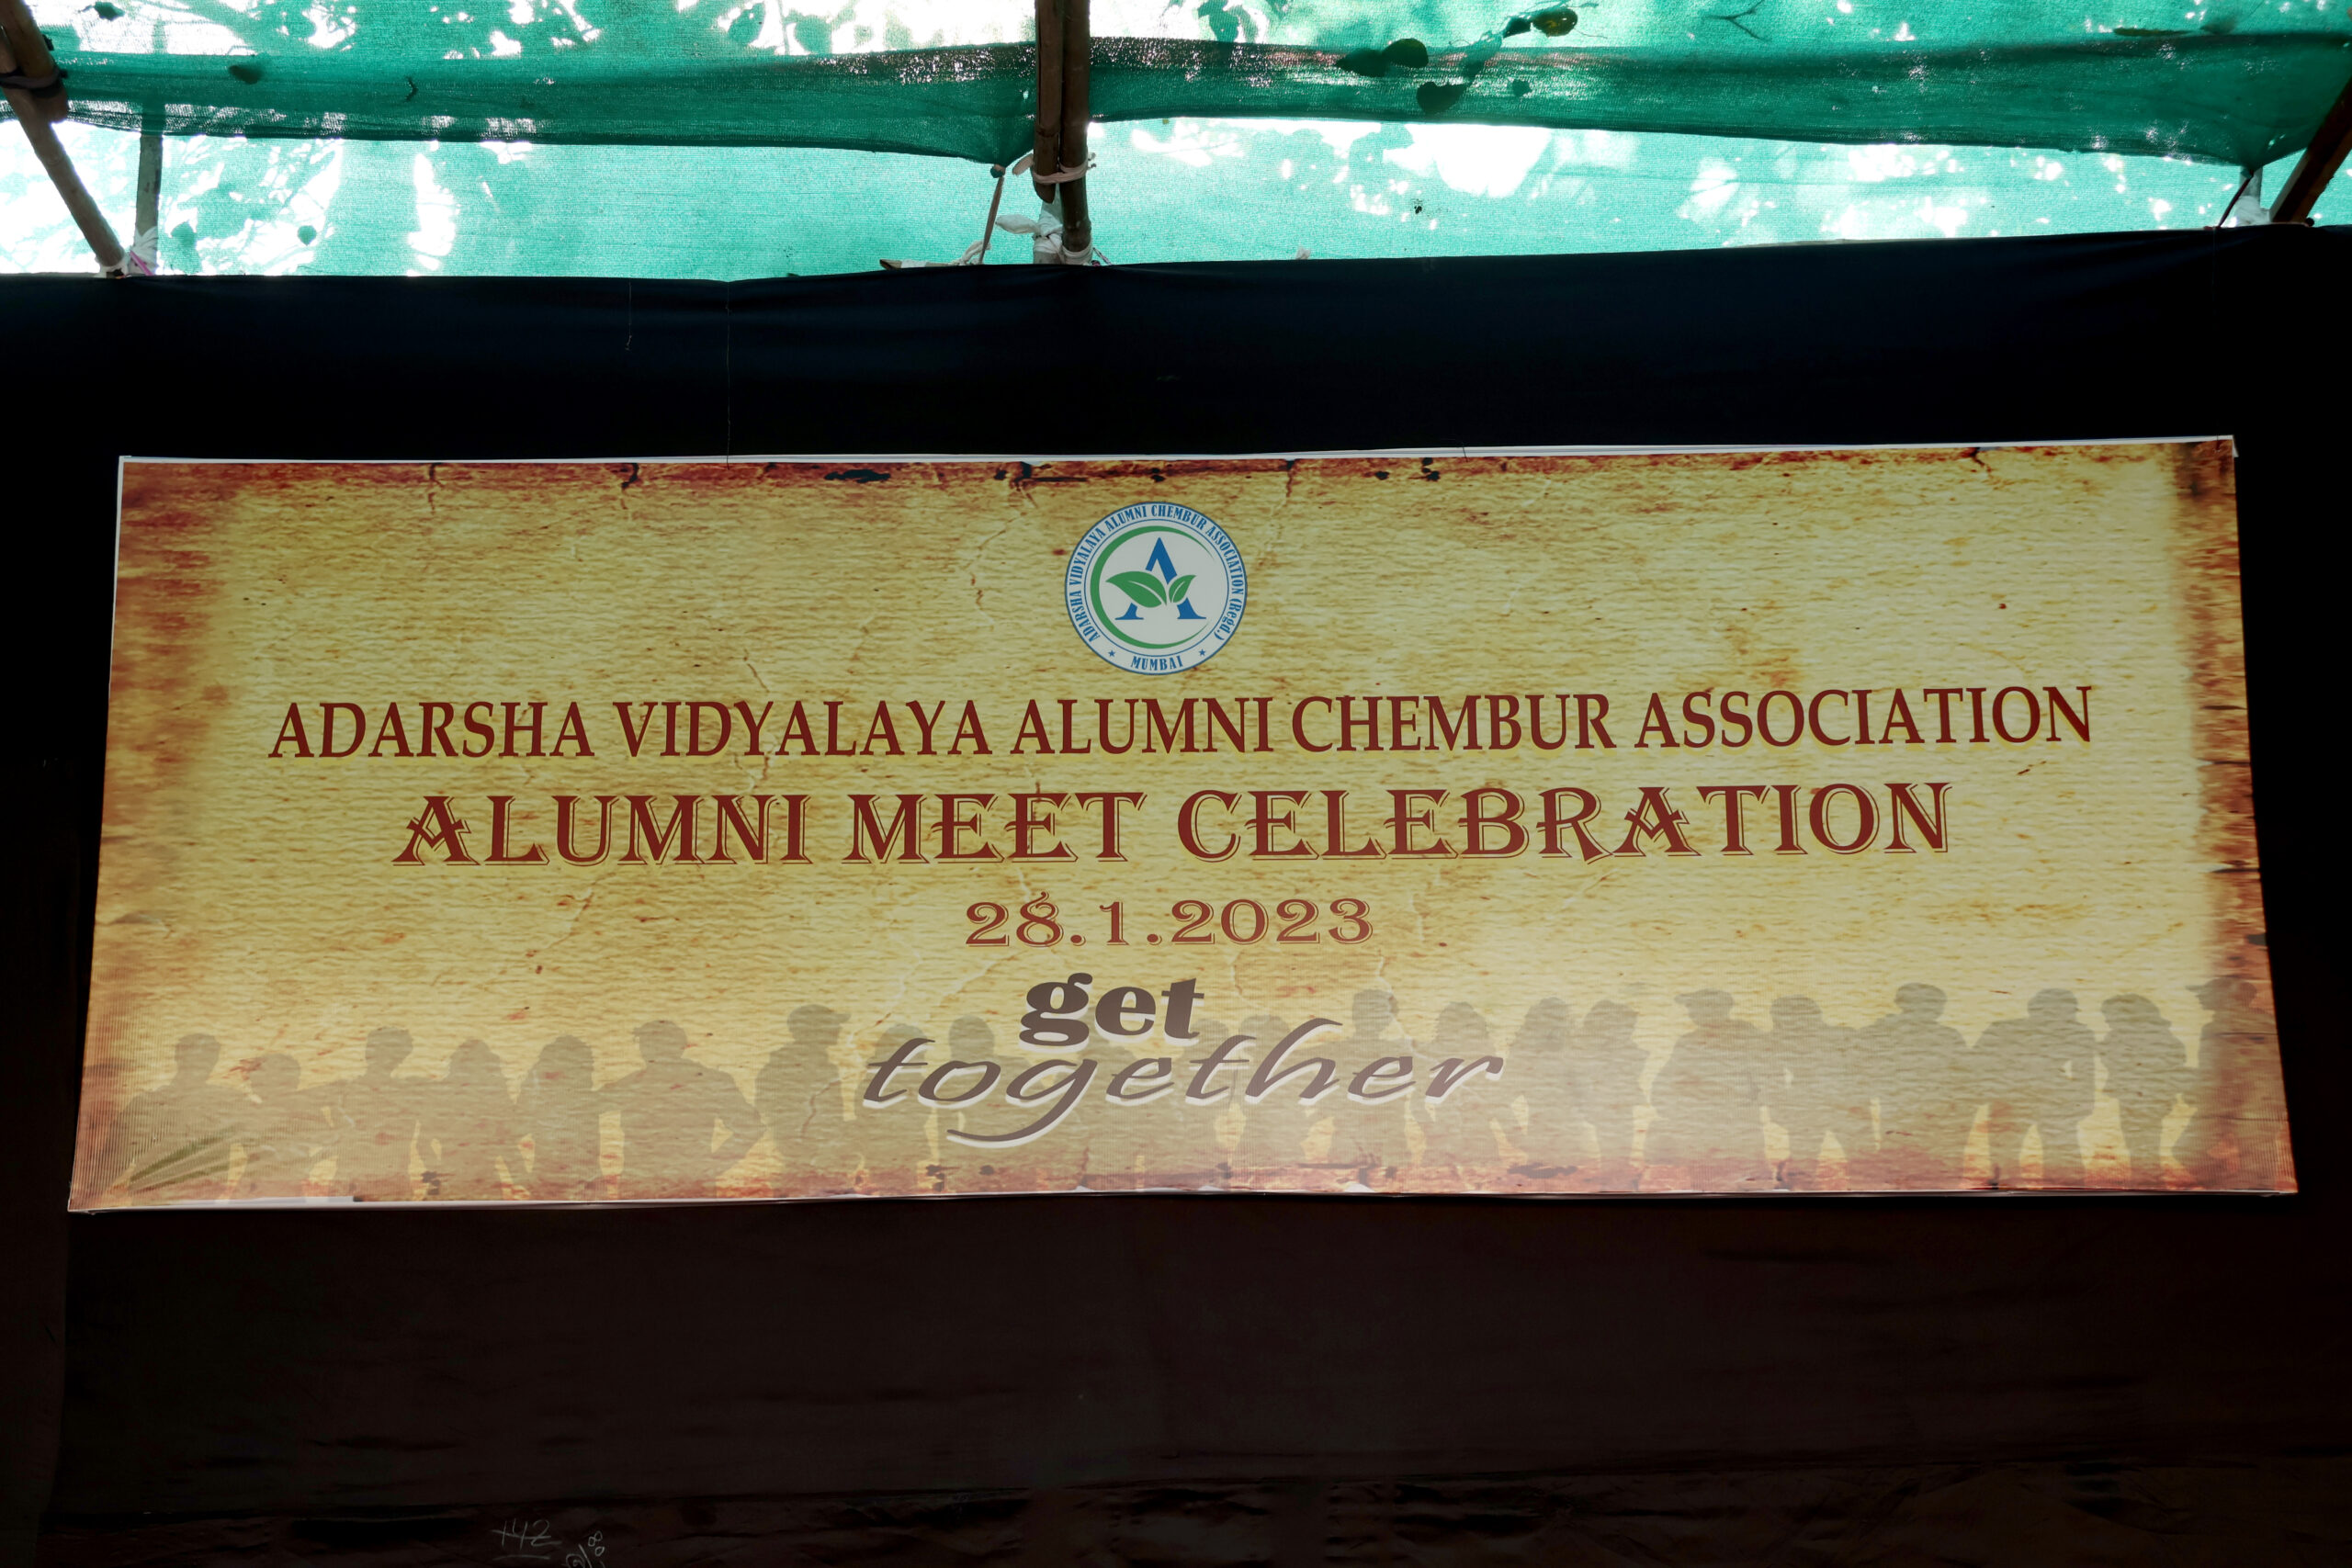 ADARSHA VIDYALAYA ALUMNI CHEMBUR ASSOCIATION (Regd.)
A
MUMBAI
ADARSHA VIDYALAYA ALUMNI CHEMBUR ASSOCIATION
ALUMNI MEET CELEBRATION
28.1.2023
get
together